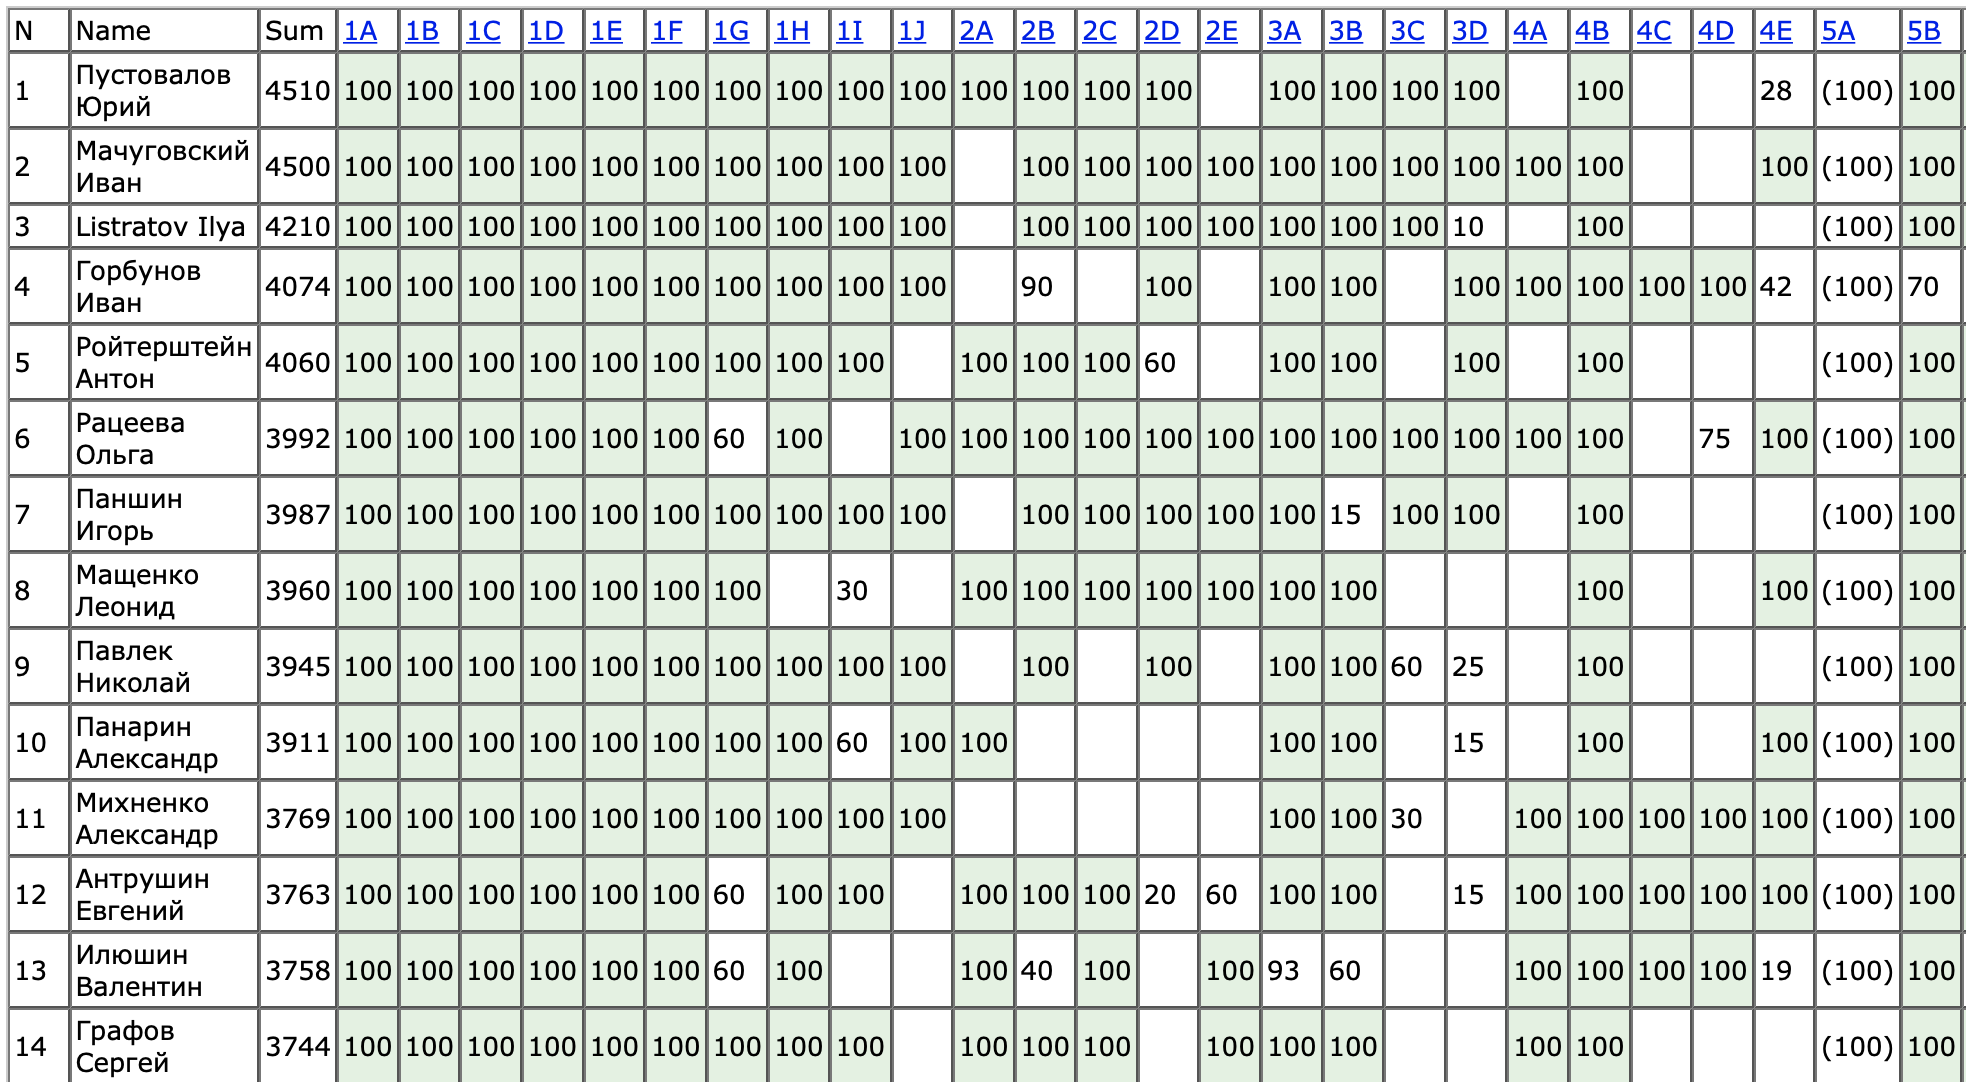 N Name Sum 1A 1B 1C 1D 1E 1F 1G 1H 1I 1J 2A 2B 2C 2D 2E 3A 3B 3C 3D 4A 4B 4C 4D 4E 5A 5B
1 Пустовалов Юрий 4510 100 100 100 100 100 100 100 100 100 100 100 100 100 100 100 100 100 100 100 28 (100) 100
2 Мачуговский Иван 4500 100 100 100 100 100 100 100 100 100 100 100 100 100 100 100 100 100 100 100 100 100 (100) 100
3 Listratov Ilya 4210 100 100 100 100 100 100 100 100 100 100 100 100 100 100 100 100 100 10 100 (100) 100
4 Горбунов Иван 4074 100 100 100 100 100 100 100 100 100 100 90 100 100 100 100 100 100 100 100 42 (100) 70
5 Ройтерштейн Антон 4060 100 100 100 100 100 100 100 100 100 100 100 100 60 100 100 100 100 (100) 100
6 Рацеева Ольга 3992 100 100 100 100 100 100 60 100 100 100 100 100 100 100 100 100 100 100 100 100 75 100 (100) 100
7 Паншин Игорь 3987 100 100 100 100 100 100 100 100 100 100 100 100 100 100 100 15 100 100 100 (100) 100
8 Мащенко Леонид 3960 100 100 100 100 100 100 100 30 100 100 100 100 100 100 100 100 100 (100) 100
9 Павлек Николай 3945 100 100 100 100 100 100 100 100 100 100 100 100 100 100 60 25 100 (100) 100
10 Панарин Александр 3911 100 100 100 100 100 100 100 100 60 100 100 100 100 15 100 100 (100) 100
11 Михненко Александр 3769 100 100 100 100 100 100 100 100 100 100 100 100 30 100 100 100 100 100 (100) 100
12 Антрушин Евгений 3763 100 100 100 100 100 100 60 100 100 100 100 100 20 60 100 100 15 100 100 100 100 100 (100) 100
13 Илюшин Валентин 3758 100 100 100 100 100 100 60 100 100 40 100 100 93 60 100 100 100 100 19 (100) 100
14 Графов Сергей 3744 100 100 100 100 100 100 100 100 100 100 100 100 100 100 100 100 100 (100) 100